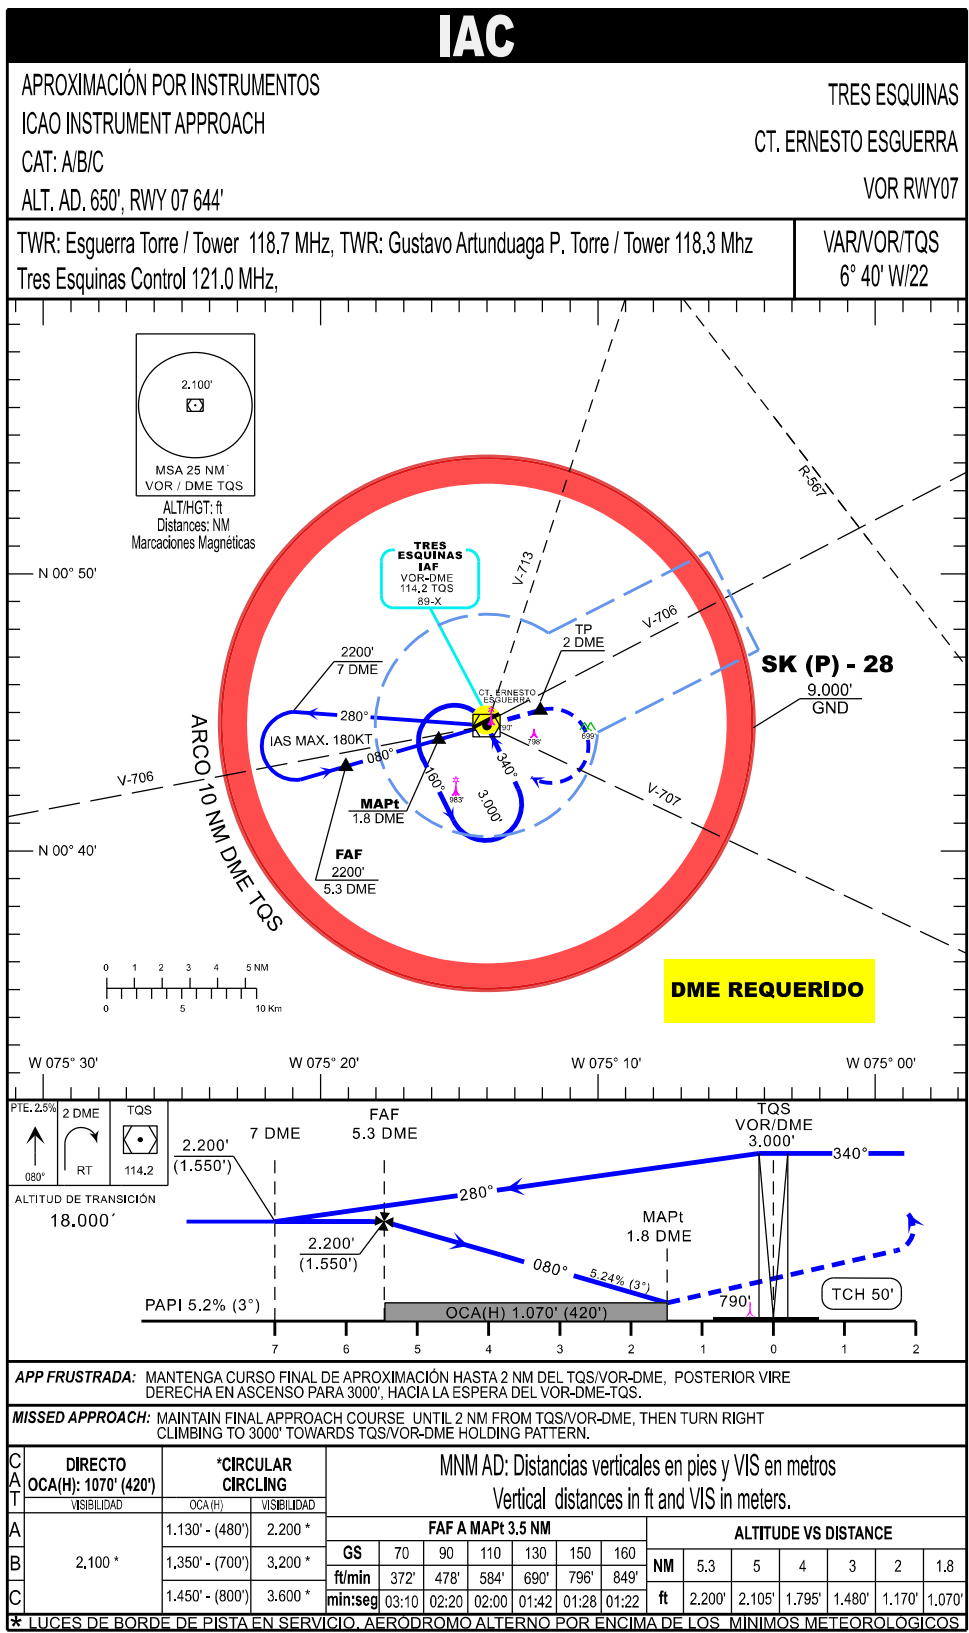 IAC
APROXIMACIÓN POR INSTRUMENTOS
ICAO INSTRUMENT APPROACH
CAT: A/B/C
ALT. AD. 650', RWY 07 644'
TRES ESQUINAS
CT. ERNESTO ESGUERRA
VOR RWY07
TWR: Esguerra Torre / Tower 118.7 MHz, TWR: Gustavo Artunduaga P. Torre / Tower 118.3 Mhz
Tres Esquinas Control 121.0 MHz,
VAR/VOR/TQS
6° 40' W/22
2.100'
MSA 25 NM
VOR / DME TQS
ALT/HGT: ft
Distances: NM
Marcaciones Magnéticas
R-567
N 00° 50'
TRES
ESQUINAS
IAF
VOR-DME
114.2 TQS
89-X
V-713
V-706
TP
2 DME
2200'
7 DME
SK (P) - 28
9.000'
GND
CT. ERNESTO
ESGUERRA
280°
IAS MAX. 180KT
080°
793'
798'
699'
340°
160°
983'
3.000'
V-706
V-707
MAPt
1.8 DME
FAF
2200'
5.3 DME
N 00° 40'
ARCO 10 NM DME TQS
0 1 2 3 4 5 NM
0 5 10 Km
DME REQUERIDO
W 075° 30'
W 075° 20'
W 075° 10'
W 075° 00'
PTE. 2.5%
080°
2 DME
RT
TQS
114.2
ALTITUD DE TRANSICIÓN
18.000´
7 DME
FAF
5.3 DME
TQS
VOR/DME
3.000'
2.200'
(1.550')
340°
280°
2.200'
(1.550')
MAPt
1.8 DME
080°
5.24% (3°)
PAPI 5.2% (3°)
OCA(H) 1.070' (420')
790'
TCH 50'
7 6 5 4 3 2 1 0 1 2
APP FRUSTRADA: MANTENGA CURSO FINAL DE APROXIMACIÓN HASTA 2 NM DEL TQS/VOR-DME, POSTERIOR VIRE
DERECHA EN ASCENSO PARA 3000', HACIA LA ESPERA DEL VOR-DME-TQS.
MISSED APPROACH: MAINTAIN FINAL APPROACH COURSE UNTIL 2 NM FROM TQS/VOR-DME, THEN TURN RIGHT
CLIMBING TO 3000' TOWARDS TQS/VOR-DME HOLDING PATTERN.
CAT
DIRECTO
OCA(H): 1070' (420')
VISIBILIDAD
*CIRCULAR
CIRCLING
OCA (H) VISIBILIDAD
A 1.130' - (480') 2.200 *
B 2,100 * 1,350' - (700') 3,200 *
C 1.450' - (800') 3.600 *
MNM AD: Distancias verticales en pies y VIS en metros
Vertical distances in ft and VIS in meters.
FAF A MAPt 3.5 NM
GS 70 90 110 130 150 160
ft/min 372' 478' 584' 690' 796' 849'
min:seg 03:10 02:20 02:00 01:42 01:28 01:22
ALTITUDE VS DISTANCE
NM 5.3 5 4 3 2 1.8
ft 2.200' 2.105' 1.795' 1.480' 1.170' 1.070'
* LUCES DE BORDE DE PISTA EN SERVICIO. AERÓDROMO ALTERNO POR ENCIMA DE LOS MINIMOS METEOROLÓGICOS